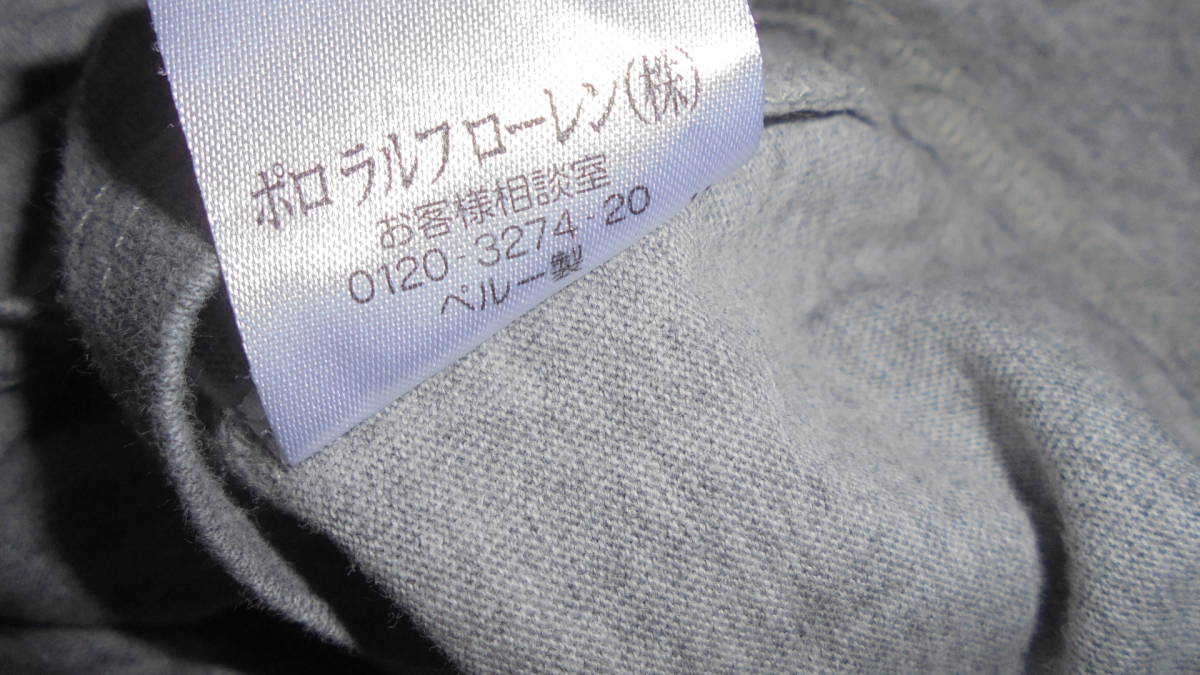 ポロ ラルフ ローレン(株)
お客様相談室
0120-3274-20
ペルー製